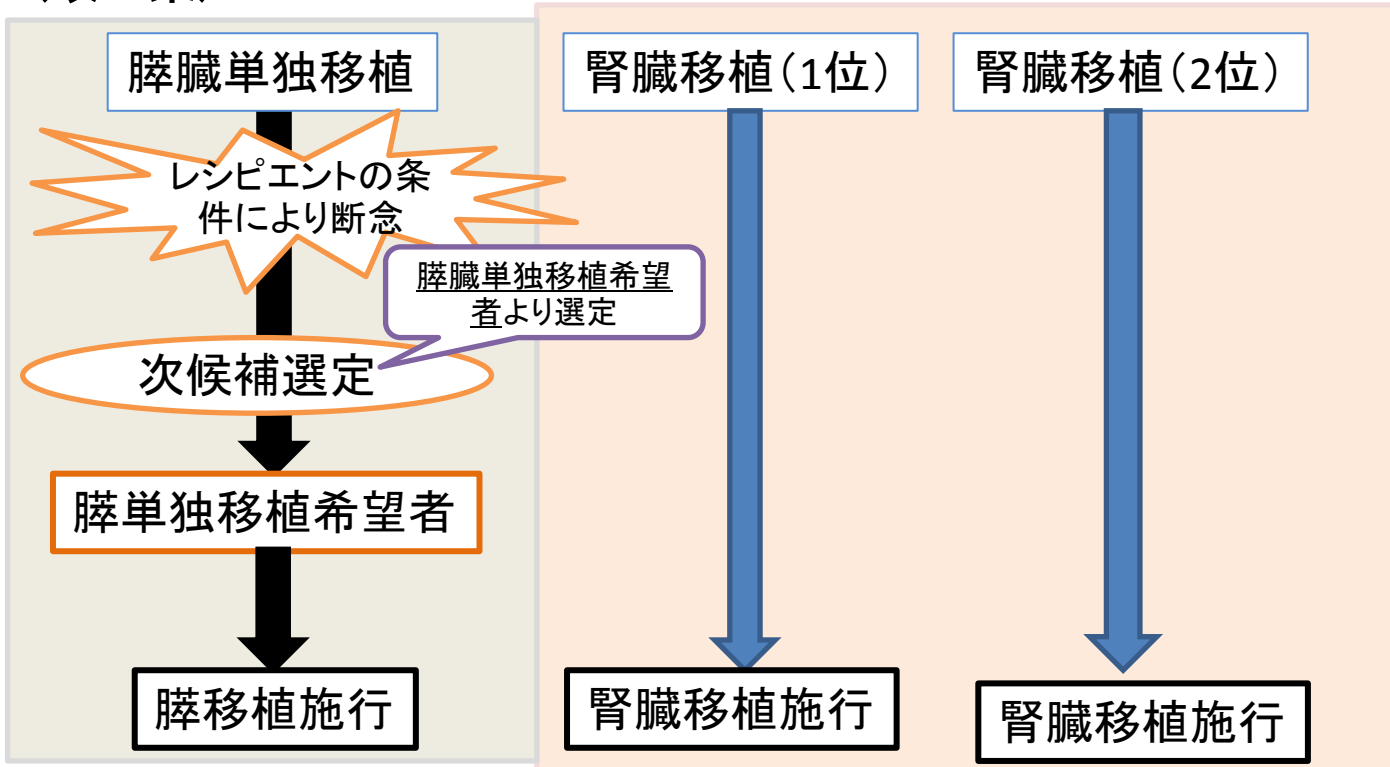 膵臓単独移植
レシピエントの条
件により断念
膵臓単独移植希望
者より選定
次候補選定
膵単独移植希望者
膵移植施行
腎臓移植（1位）
腎臓移植施行
腎臓移植（2位）
腎臓移植施行